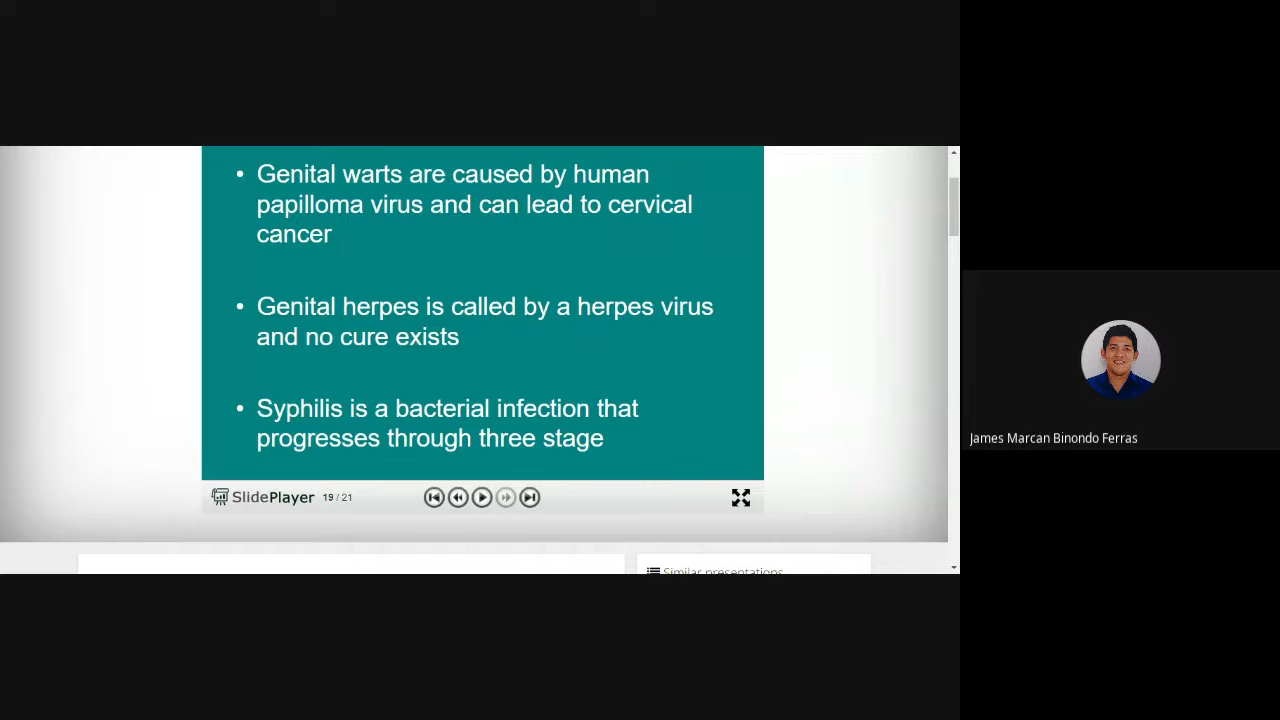 • Genital warts are caused by human
papilloma virus and can lead to cervical
cancer
• Genital herpes is called by a herpes virus
and no cure exists
• Syphilis is a bacterial infection that
progresses through three stage
SlidePlayer 19 / 21
Similar presentations
James Marcan Binondo Ferras